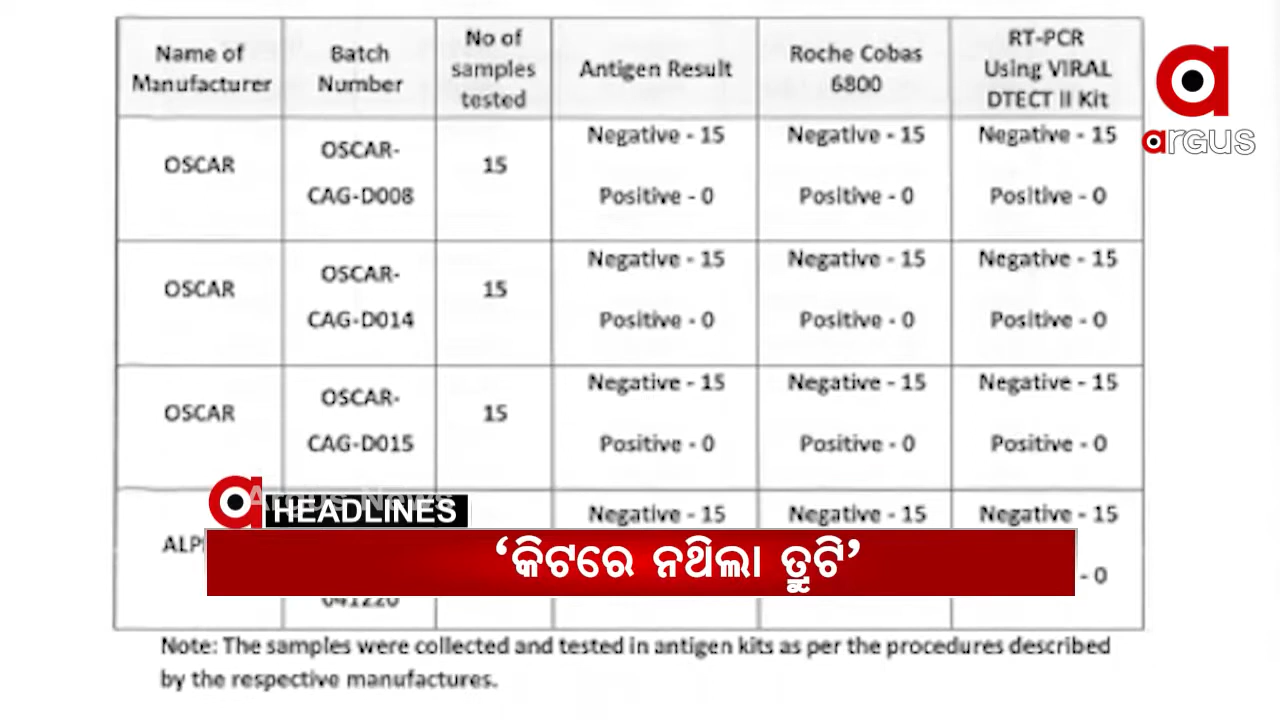 Name of Manufacturer
Batch Number
No of samples tested
Antigen Result
Roche Cobas 6800
RT-PCR Using VIRAL DTECT II Kit
argus
OSCAR
OSCAR-CAG-D008
15
Negative - 15
Positive - 0
Negative - 15
Positive - 0
Negative - 15
Positive - 0
OSCAR
OSCAR-CAG-D014
15
Negative - 15
Positive - 0
Negative - 15
Positive - 0
Negative - 15
Positive - 0
OSCAR
OSCAR-CAG-D015
15
Negative - 15
Positive - 0
Negative - 15
Positive - 0
Negative - 15
Positive - 0
Argus News
HEADLINES
Negative - 15
Negative - 15
Negative - 15
- 0
‘କିଟରେ ନଥିଲା ତ୍ରୁଟି’
Note: The samples were collected and tested in antigen kits as per the procedures described
by the respective manufactures.